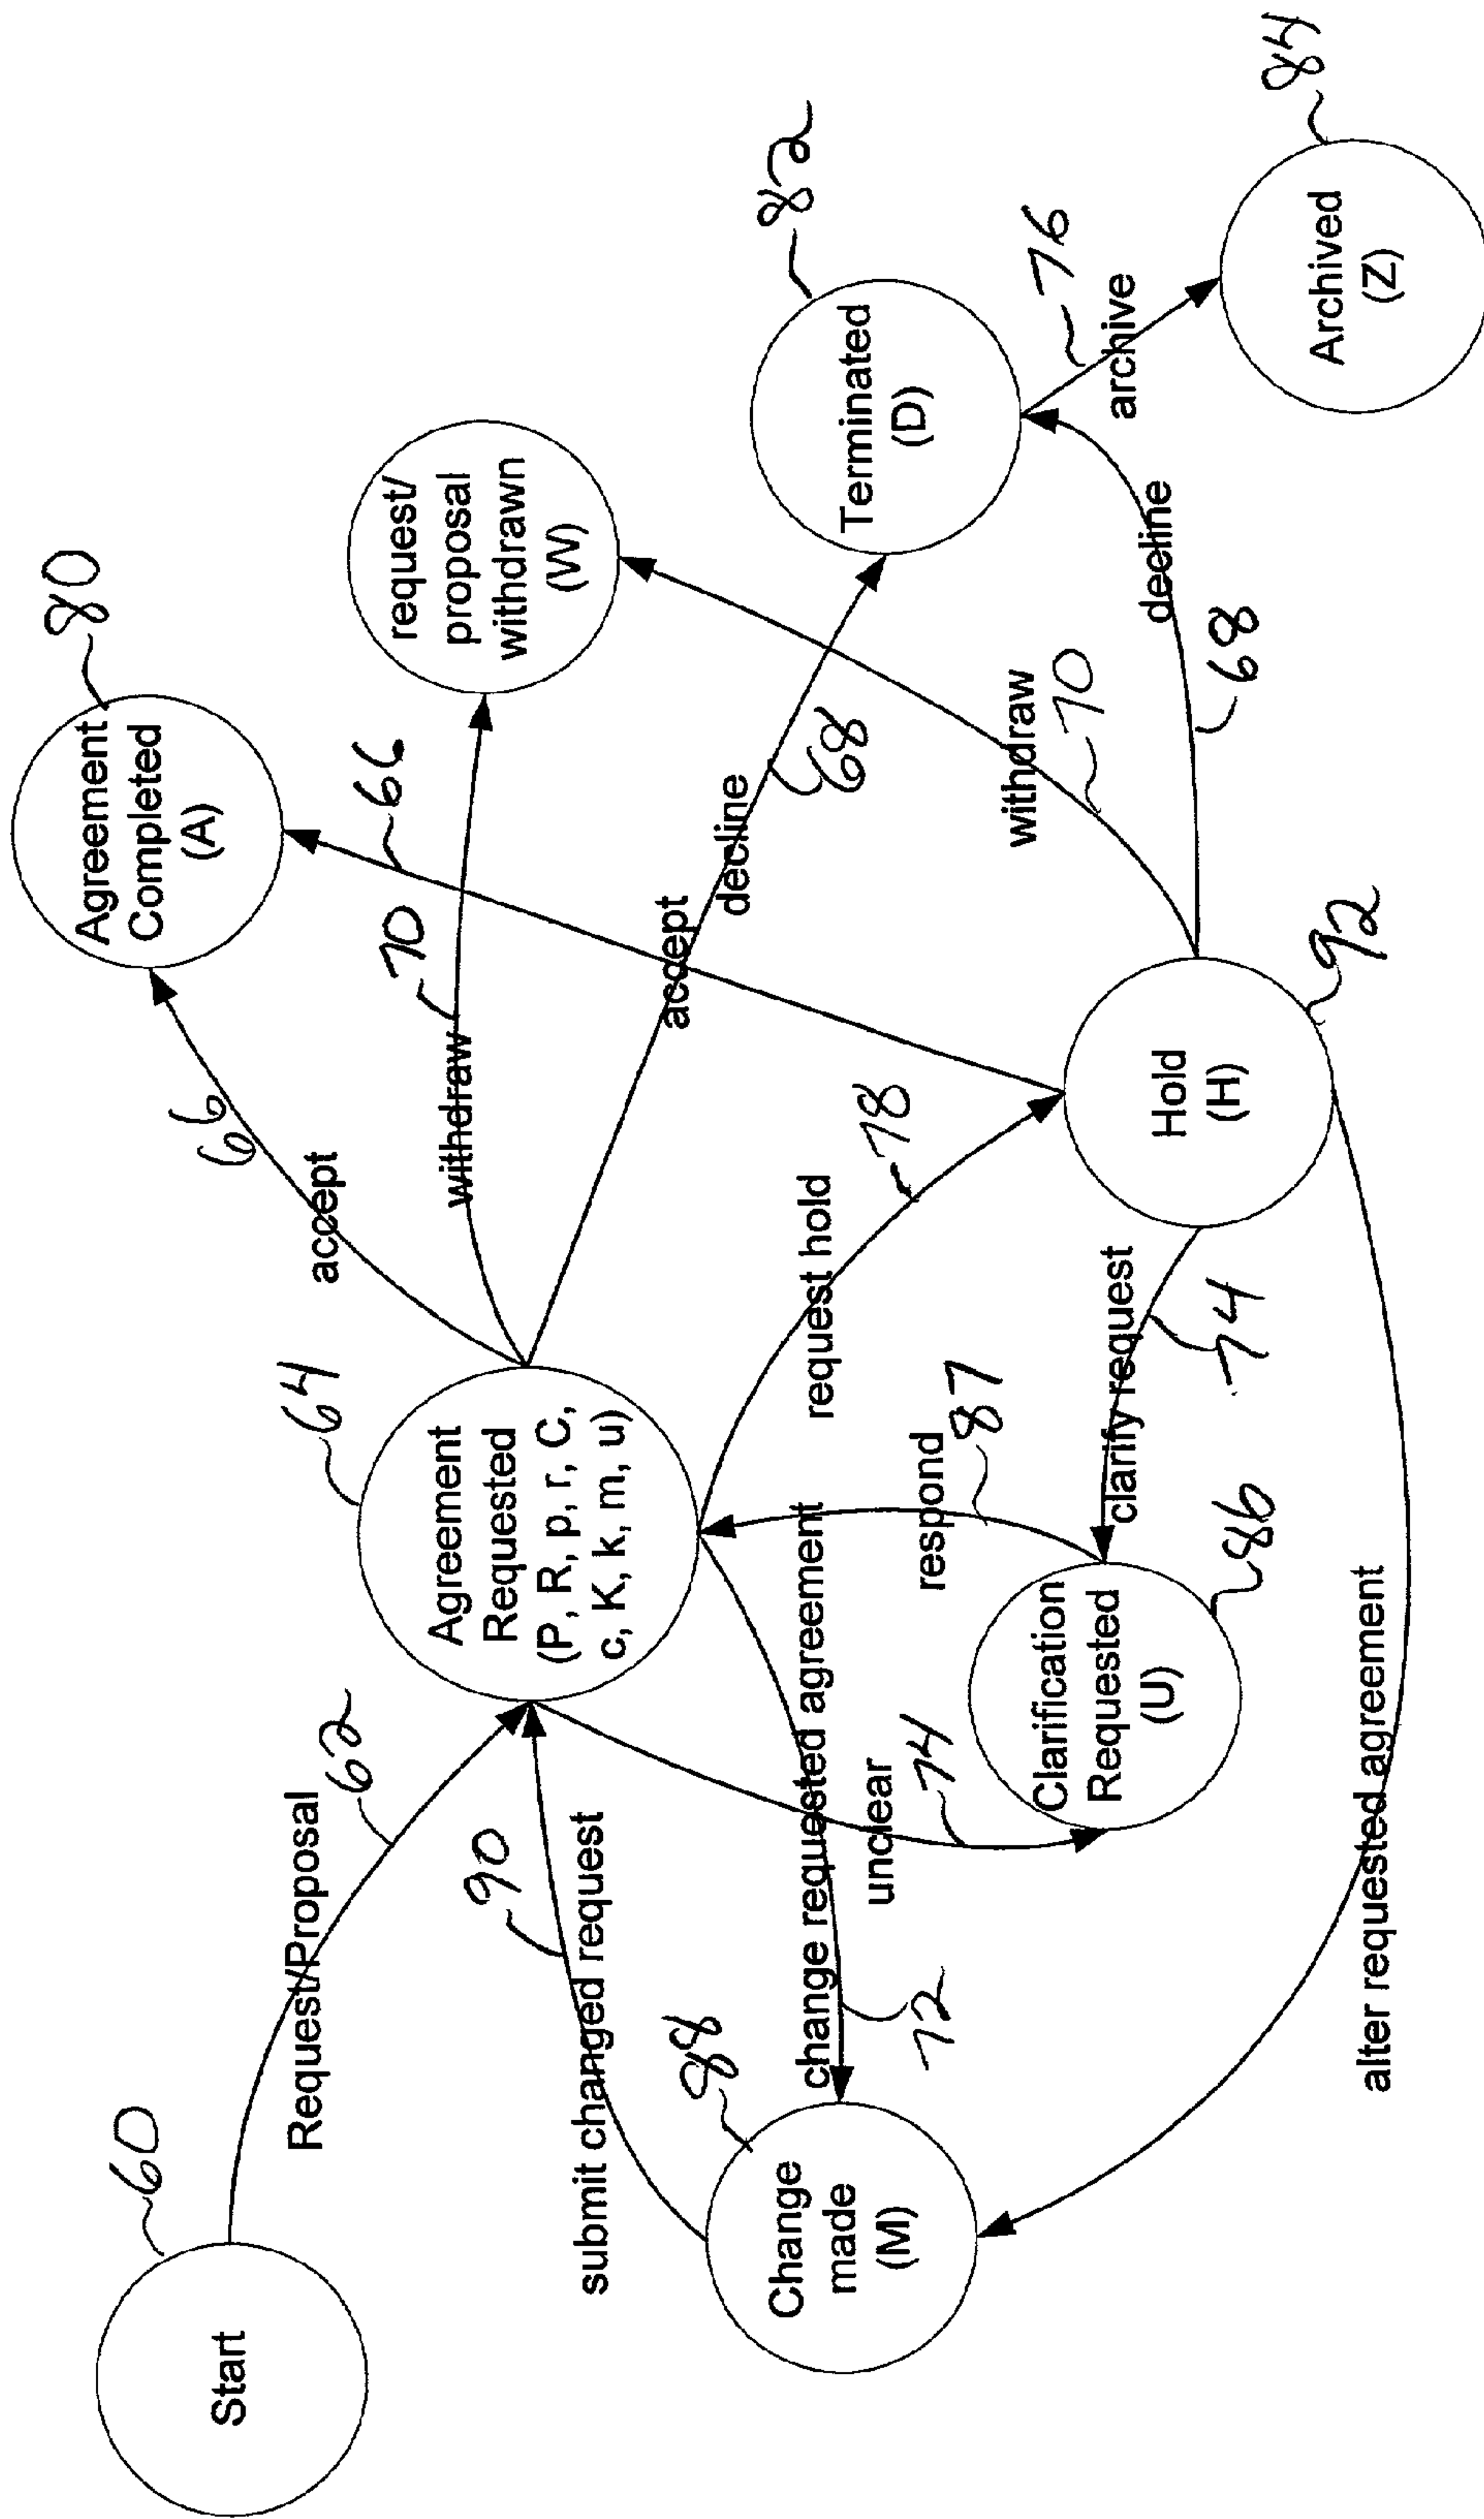 60
Start
Request/Proposal
62
64
Agreement
Requested
(P, R, p, r, C,
c, K, k, m, u)
66
accept
80
Agreement
Completed
(A)
withdraw
70
66
request/
proposal
withdrawn
(W)
accept
decline
68
82
Terminated
(D)
76
archive
84
Archived
(Z)
submit changed request
90
88
Change
made
(M)
change requested agreement
72
unclear
74
respond
87
request hold
78
Clarification
Requested
(U)
86
clarify request
74
Hold
(H)
92
withdraw
70
decline
68
alter requested agreement